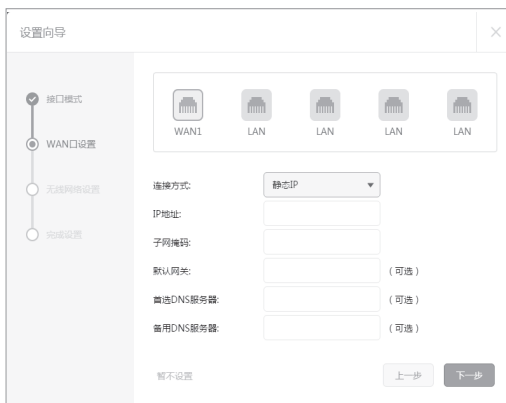 设置向导
接口模式
WAN口设置
无线网络设置
完成设置
WAN1 LAN LAN LAN LAN
连接方式: 静态IP
IP地址:
子网掩码:
默认网关: (可选)
首选DNS服务器: (可选)
备用DNS服务器: (可选)
暂不设置 上一步 下一步